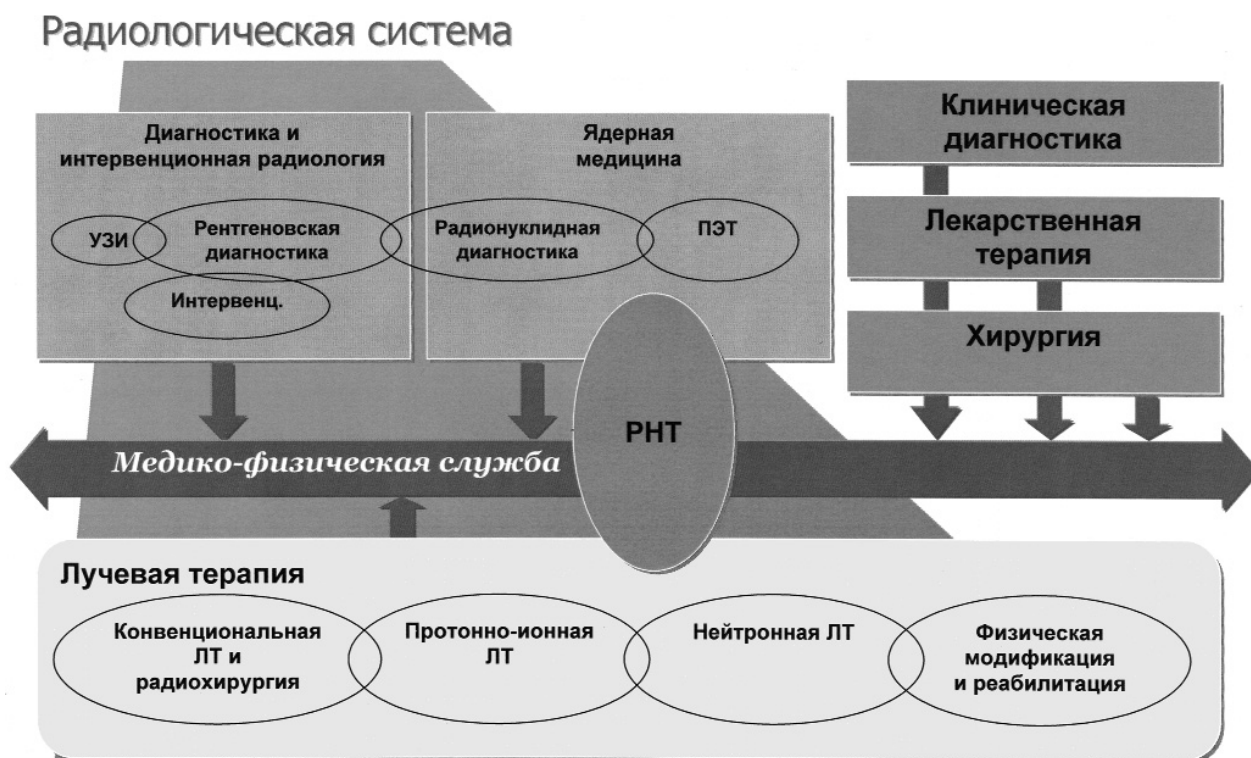 Радиологическая система
Диагностика и
интервенционная радиология
УЗИ
Рентгеновская
диагностика
Интервенц.
Ядерная
медицина
Радионуклидная
диагностика
ПЭТ
Клиническая
диагностика
Лекарственная
терапия
Хирургия
РНТ
Медико-физическая служба
Лучевая терапия
Конвенциональная
ЛТ и
радиохирургия
Протонно-ионная
ЛТ
Нейтронная ЛТ
Физическая
модификация
и реабилитация